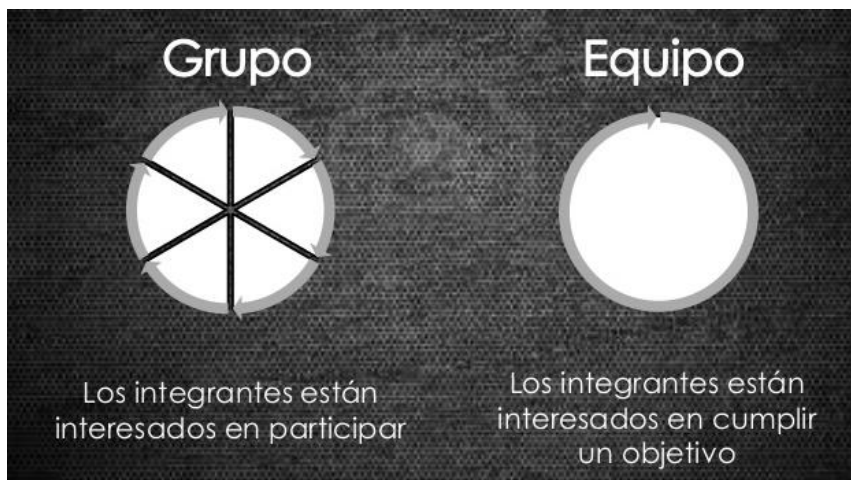 Grupo
Los integrantes están
interesados en participar
Equipo
Los integrantes están
interesados en cumplir
un objetivo